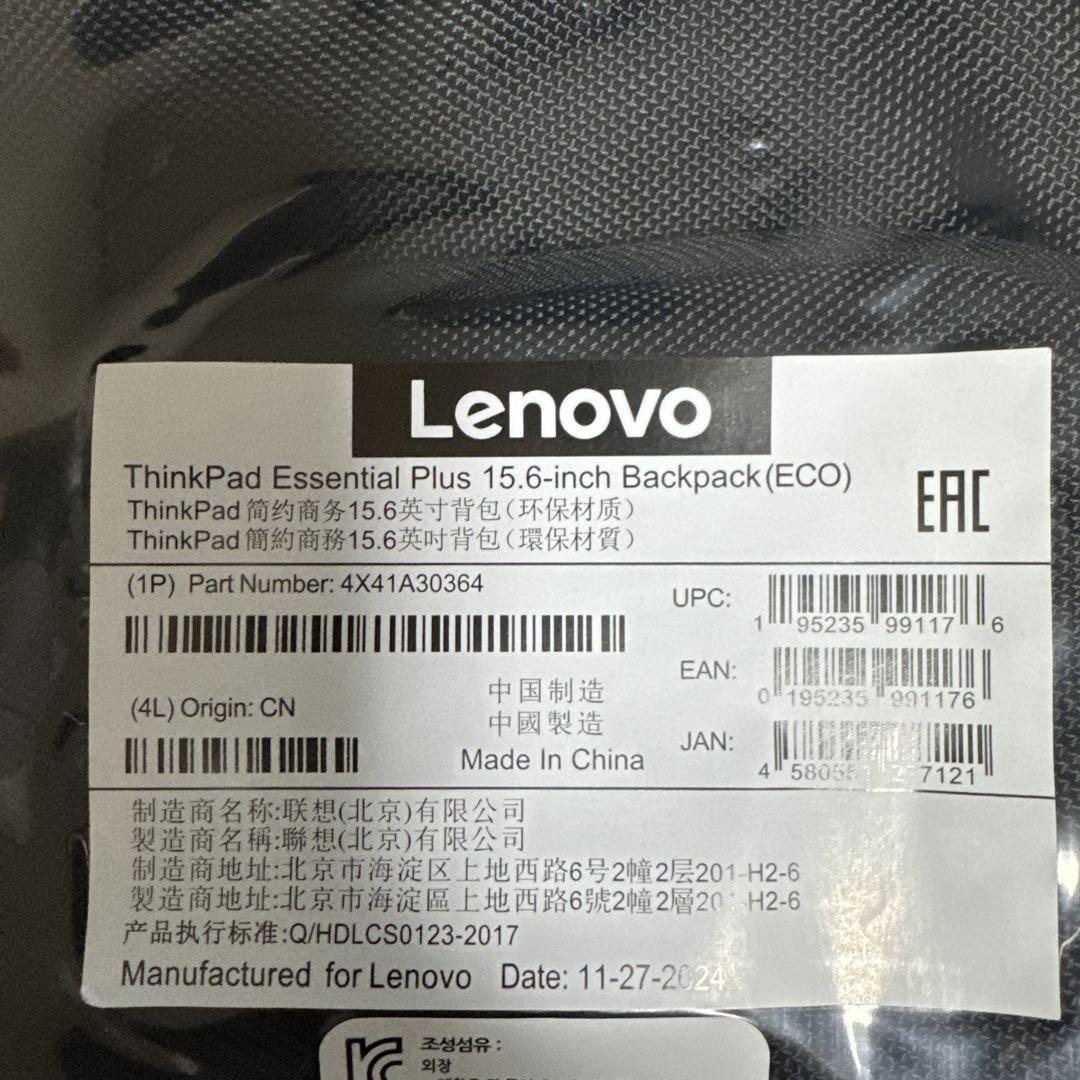 Lenovo
ThinkPad Essential Plus 15.6-inch Backpack(ECO)
ThinkPad 简约商务15.6英寸背包(环保材质)
ThinkPad 簡約商務15.6英吋背包(環保材質)
EAC
(1P) Part Number: 4X41A30364
UPC:
1 95235 99117 6
EAN:
0 195235 991176
(4L) Origin: CN
中国制造
中國製造
Made In China
JAN:
4
制造商名称:联想(北京)有限公司
製造商名稱:聯想(北京)有限公司
制造商地址:北京市海淀区上地西路6号2幢2层201-H2-6
製造商地址:北京市海淀區上地西路6號2幢2層201-H2-6
产品执行标准:Q/HDLCS0123-2017
Manufactured for Lenovo Date: 11-27-2024
조성섬유 :
외장